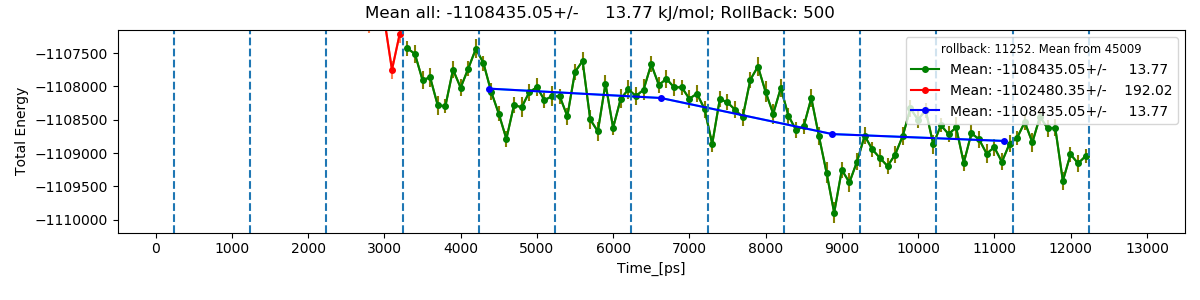 Mean all: -1108435.05+/-     13.77 kJ/mol; RollBack: 500
rollback: 11252. Mean from 45009
Mean: -1108435.05+/-     13.77
Mean: -1102480.35+/-    192.02
Mean: -1108435.05+/-     13.77
Total Energy
−1107500
−1108000
−1108500
−1109000
−1109500
−1110000
0 1000 2000 3000 4000 5000 6000 7000 8000 9000 10000 11000 12000 13000
Time_[ps]